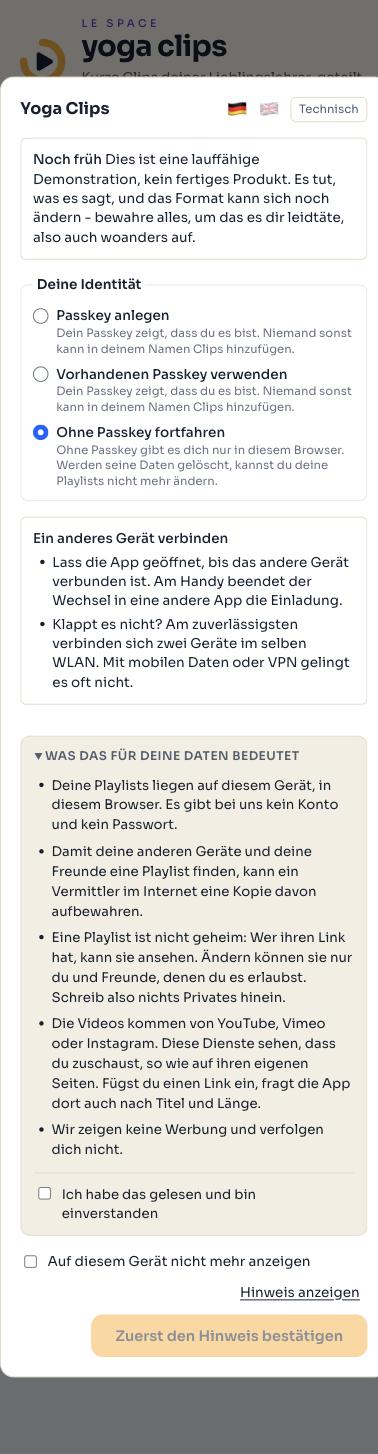 LE SPACE
yoga clips
Yoga Clips
Technisch
Noch früh Dies ist eine lauffähige
Demonstration, kein fertiges Produkt. Es tut,
was es sagt, und das Format kann sich noch
ändern – bewahre alles, um das es dir leidtäte,
also auch woanders auf.
Deine Identität
Passkey anlegen
Dein Passkey zeigt, dass du es bist. Niemand sonst
kann in deinem Namen Clips hinzufügen.
Vorhandenen Passkey verwenden
Dein Passkey zeigt, dass du es bist. Niemand sonst
kann in deinem Namen Clips hinzufügen.
Ohne Passkey fortfahren
Ohne Passkey gibt es dich nur in diesem Browser.
Werden seine Daten gelöscht, kannst du deine
Playlists nicht mehr ändern.
Ein anderes Gerät verbinden
• Lass die App geöffnet, bis das andere Gerät
verbunden ist. Am Handy beendet der
Wechsel in eine andere App die Einladung.
• Klappt es nicht? Am zuverlässigsten
verbinden sich zwei Geräte im selben
WLAN. Mit mobilen Daten oder VPN gelingt
es oft nicht.
▼ WAS DAS FÜR DEINE DATEN BEDEUTET
• Deine Playlists liegen auf diesem Gerät, in
diesem Browser. Es gibt bei uns kein Konto
und kein Passwort.
• Damit deine anderen Geräte und deine
Freunde eine Playlist finden, kann ein
Vermittler im Internet eine Kopie davon
aufbewahren.
• Eine Playlist ist nicht geheim: Wer ihren Link
hat, kann sie ansehen. Ändern können sie nur
du und Freunde, denen du es erlaubst.
Schreib also nichts Privates hinein.
• Die Videos kommen von YouTube, Vimeo
oder Instagram. Diese Dienste sehen, dass
du zuschaust, so wie auf ihren eigenen
Seiten. Fügst du einen Link ein, fragt die App
dort auch nach Titel und Länge.
• Wir zeigen keine Werbung und verfolgen
dich nicht.
Ich habe das gelesen und bin
einverstanden
Auf diesem Gerät nicht mehr anzeigen
Hinweis anzeigen
Zuerst den Hinweis bestätigen